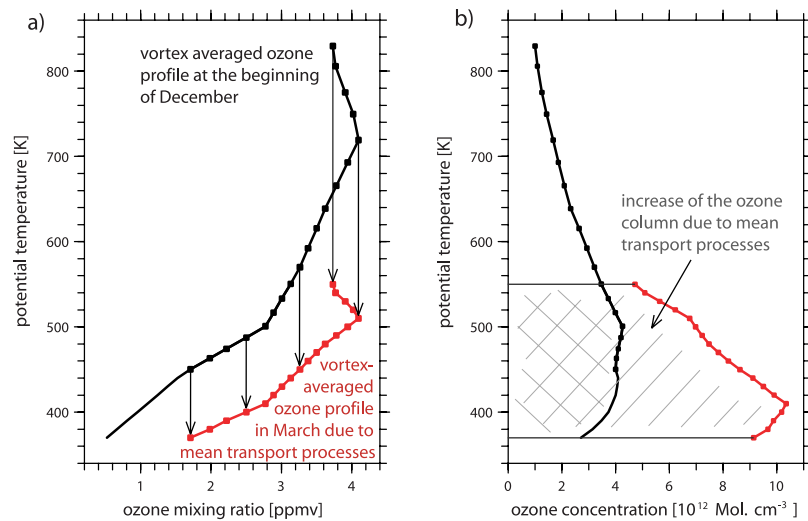 a)
vortex averaged ozone
profile at the beginning
of December
800
700
600
500
400
potential temperature [K]
vortex-
averaged
ozone profile
in March due to
mean transport processes
1 2 3 4
ozone mixing ratio [ppmv]
b)
800
700
600
500
400
potential temperature [K]
increase of the ozone
column due to mean
transport processes
0 2 4 6 8 10
ozone concentration [10¹² Mol. cm⁻³ ]